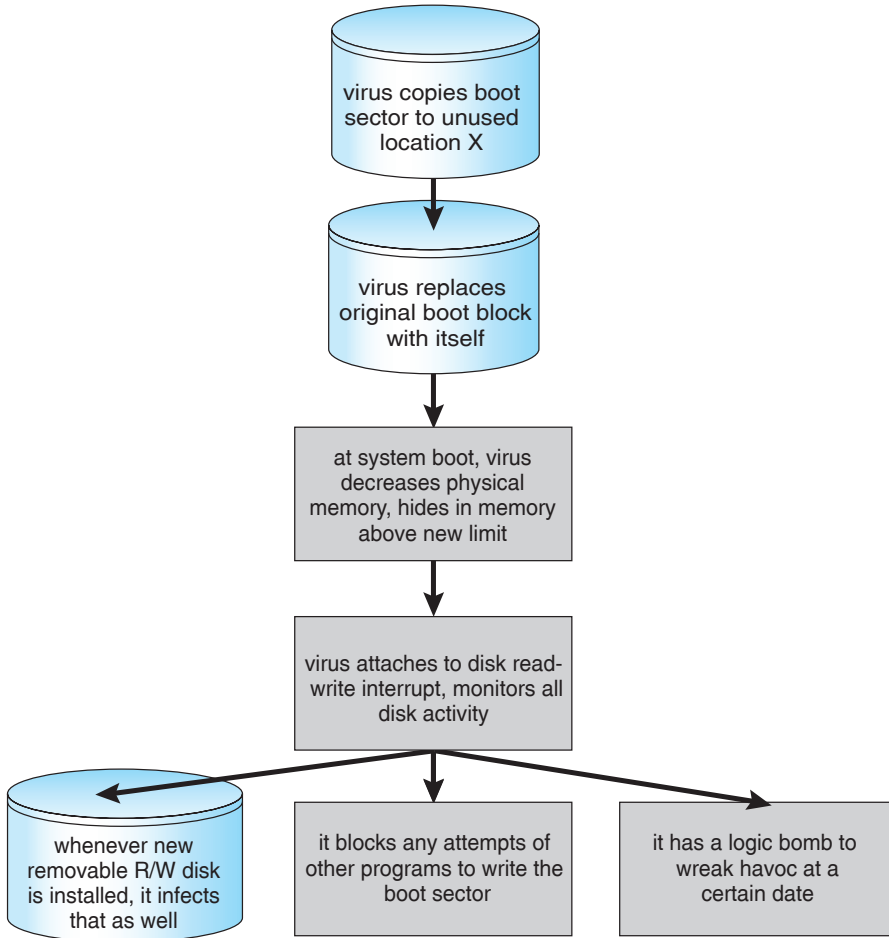 virus copies boot
sector to unused
location X
virus replaces
original boot block
with itself
at system boot, virus
decreases physical
memory, hides in memory
above new limit
virus attaches to disk read-
write interrupt, monitors all
disk activity
whenever new
removable R/W disk
is installed, it infects
that as well
it blocks any attempts of
other programs to write the
boot sector
it has a logic bomb to
wreak havoc at a
certain date